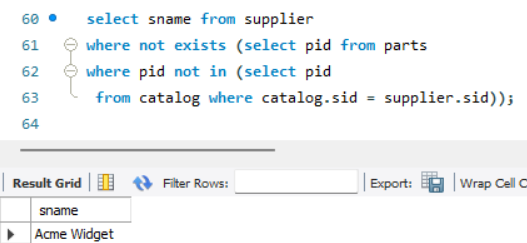 60 select sname from supplier
61 where not exists (select pid from parts
62 where pid not in (select pid
63 from catalog where catalog.sid = supplier.sid));
64
Result Grid Filter Rows: Export: Wrap Cell C
sname
Acme Widget